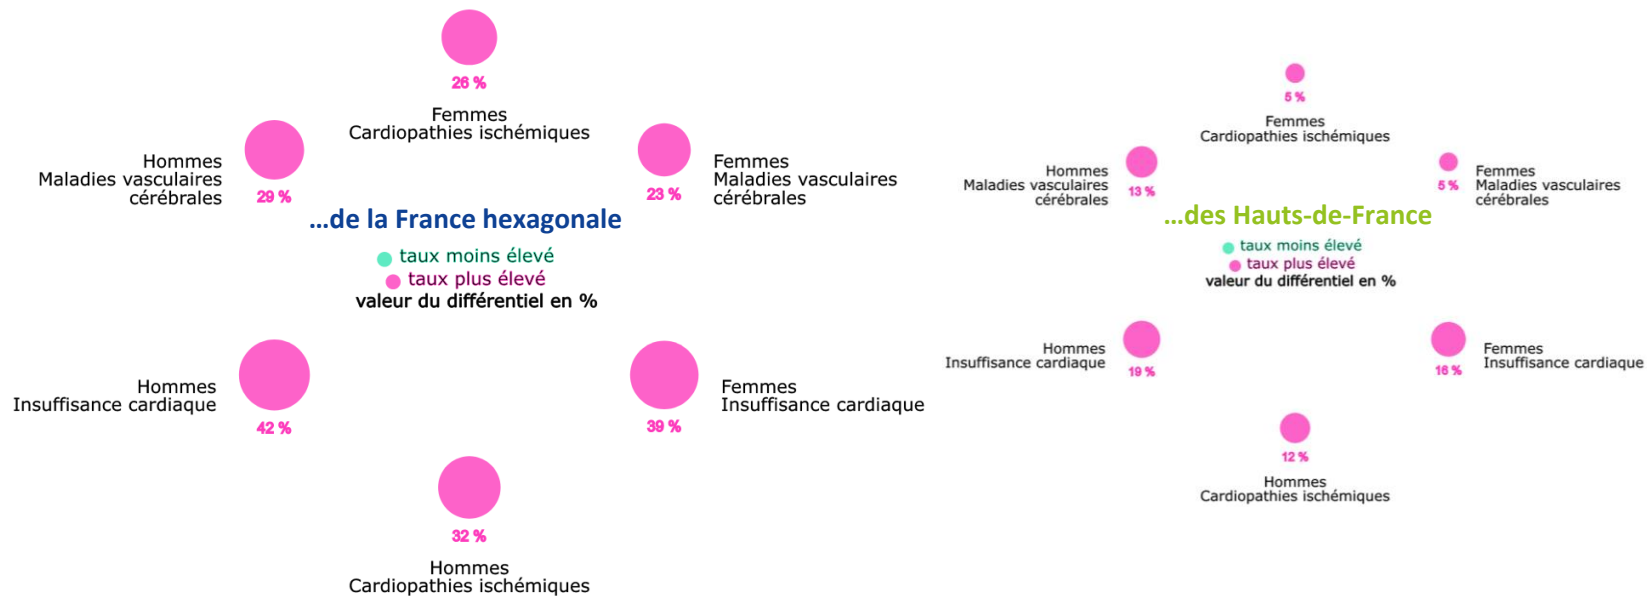 26 %
Femmes
Cardiopathies ischémiques
Hommes
Maladies vasculaires
cérébrales
29 %
23 %
Femmes
Maladies vasculaires
cérébrales
...de la France hexagonale
taux moins élevé
taux plus élevé
valeur du différentiel en %
Hommes
Insuffisance cardiaque
42 %
39 %
Femmes
Insuffisance cardiaque
32 %
Hommes
Cardiopathies ischémiques
5 %
Femmes
Cardiopathies ischémiques
Hommes
Maladies vasculaires
cérébrales
13 %
5 %
Femmes
Maladies vasculaires
cérébrales
...des Hauts-de-France
taux moins élevé
taux plus élevé
valeur du différentiel en %
Hommes
Insuffisance cardiaque
19 %
16 %
Femmes
Insuffisance cardiaque
12 %
Hommes
Cardiopathies ischémiques